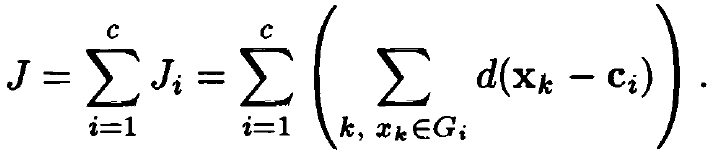 $J = \sum_{i=1}^{c} J_i = \sum_{i=1}^{c} \left( \sum_{k,\ x_k \in G_i} d(\mathbf{x}_k - \mathbf{c}_i) \right).$